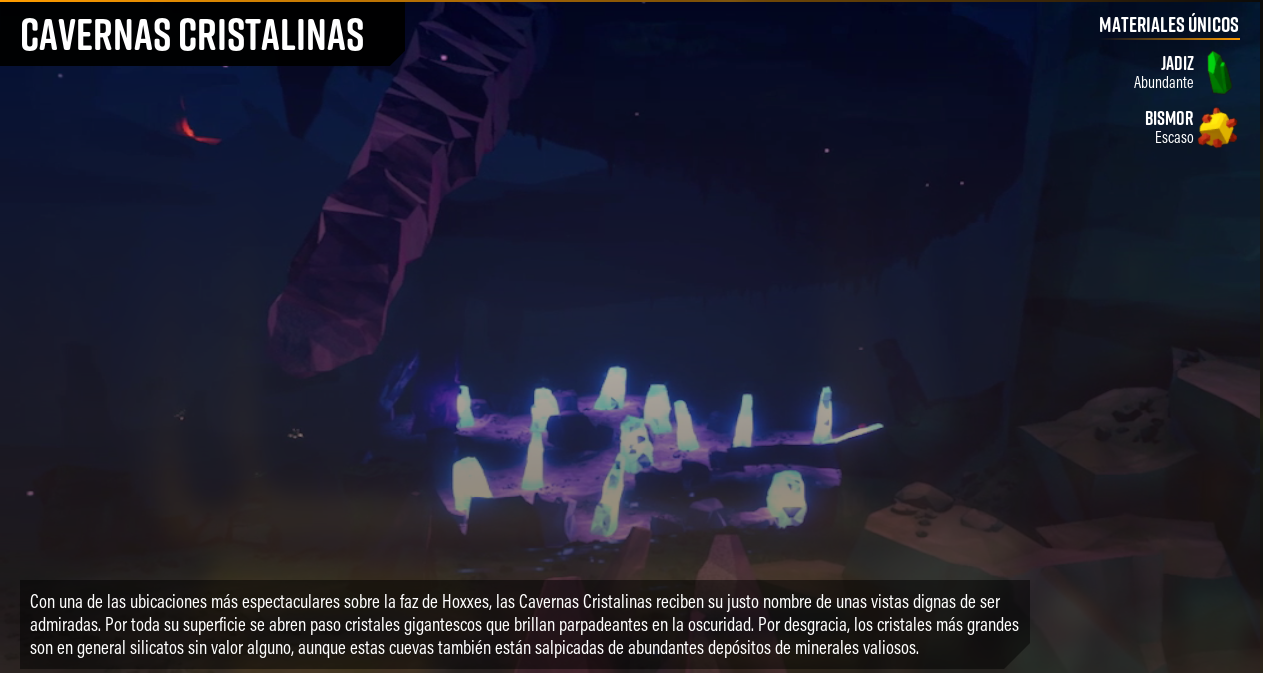 CAVERNAS CRISTALINAS
MATERIALES ÚNICOS
JADIZ
Abundante
BISMOR
Escaso
Con una de las ubicaciones más espectaculares sobre la faz de Hoxxes, las Cavernas Cristalinas reciben su justo nombre de unas vistas dignas de ser
admiradas. Por toda su superficie se abren paso cristales gigantescos que brillan parpadeantes en la oscuridad. Por desgracia, los cristales más grandes
son en general silicatos sin valor alguno, aunque estas cuevas también están salpicadas de abundantes depósitos de minerales valiosos.